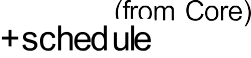 (from Core)
+schedule